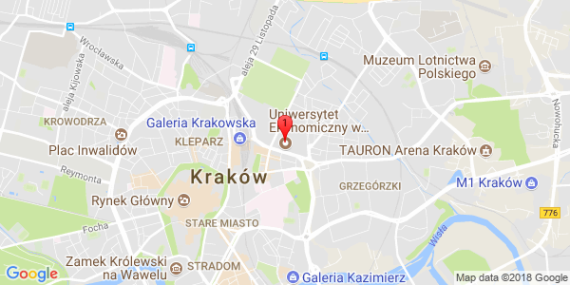 aleja 29 Listopada
Wrocławska
aleja Kijowska
Muzeum Lotnictwa
Polskiego
Nowohucka
KROWODRZA
Galeria Krakowska
1
Uniwersytet
Ekonomiczny w...
Plac Inwalidów
KLEPARZ
TAURON Arena Kraków
Reymonta
Kraków
GRZEGÓRZKI
M1 Kraków
Rynek Główny
776
STARE MIASTO
Focha
Wisła
Zamek Królewski
na Wawelu
STRADOM
Galeria Kazimierz
Google
Map data ©2018 Google